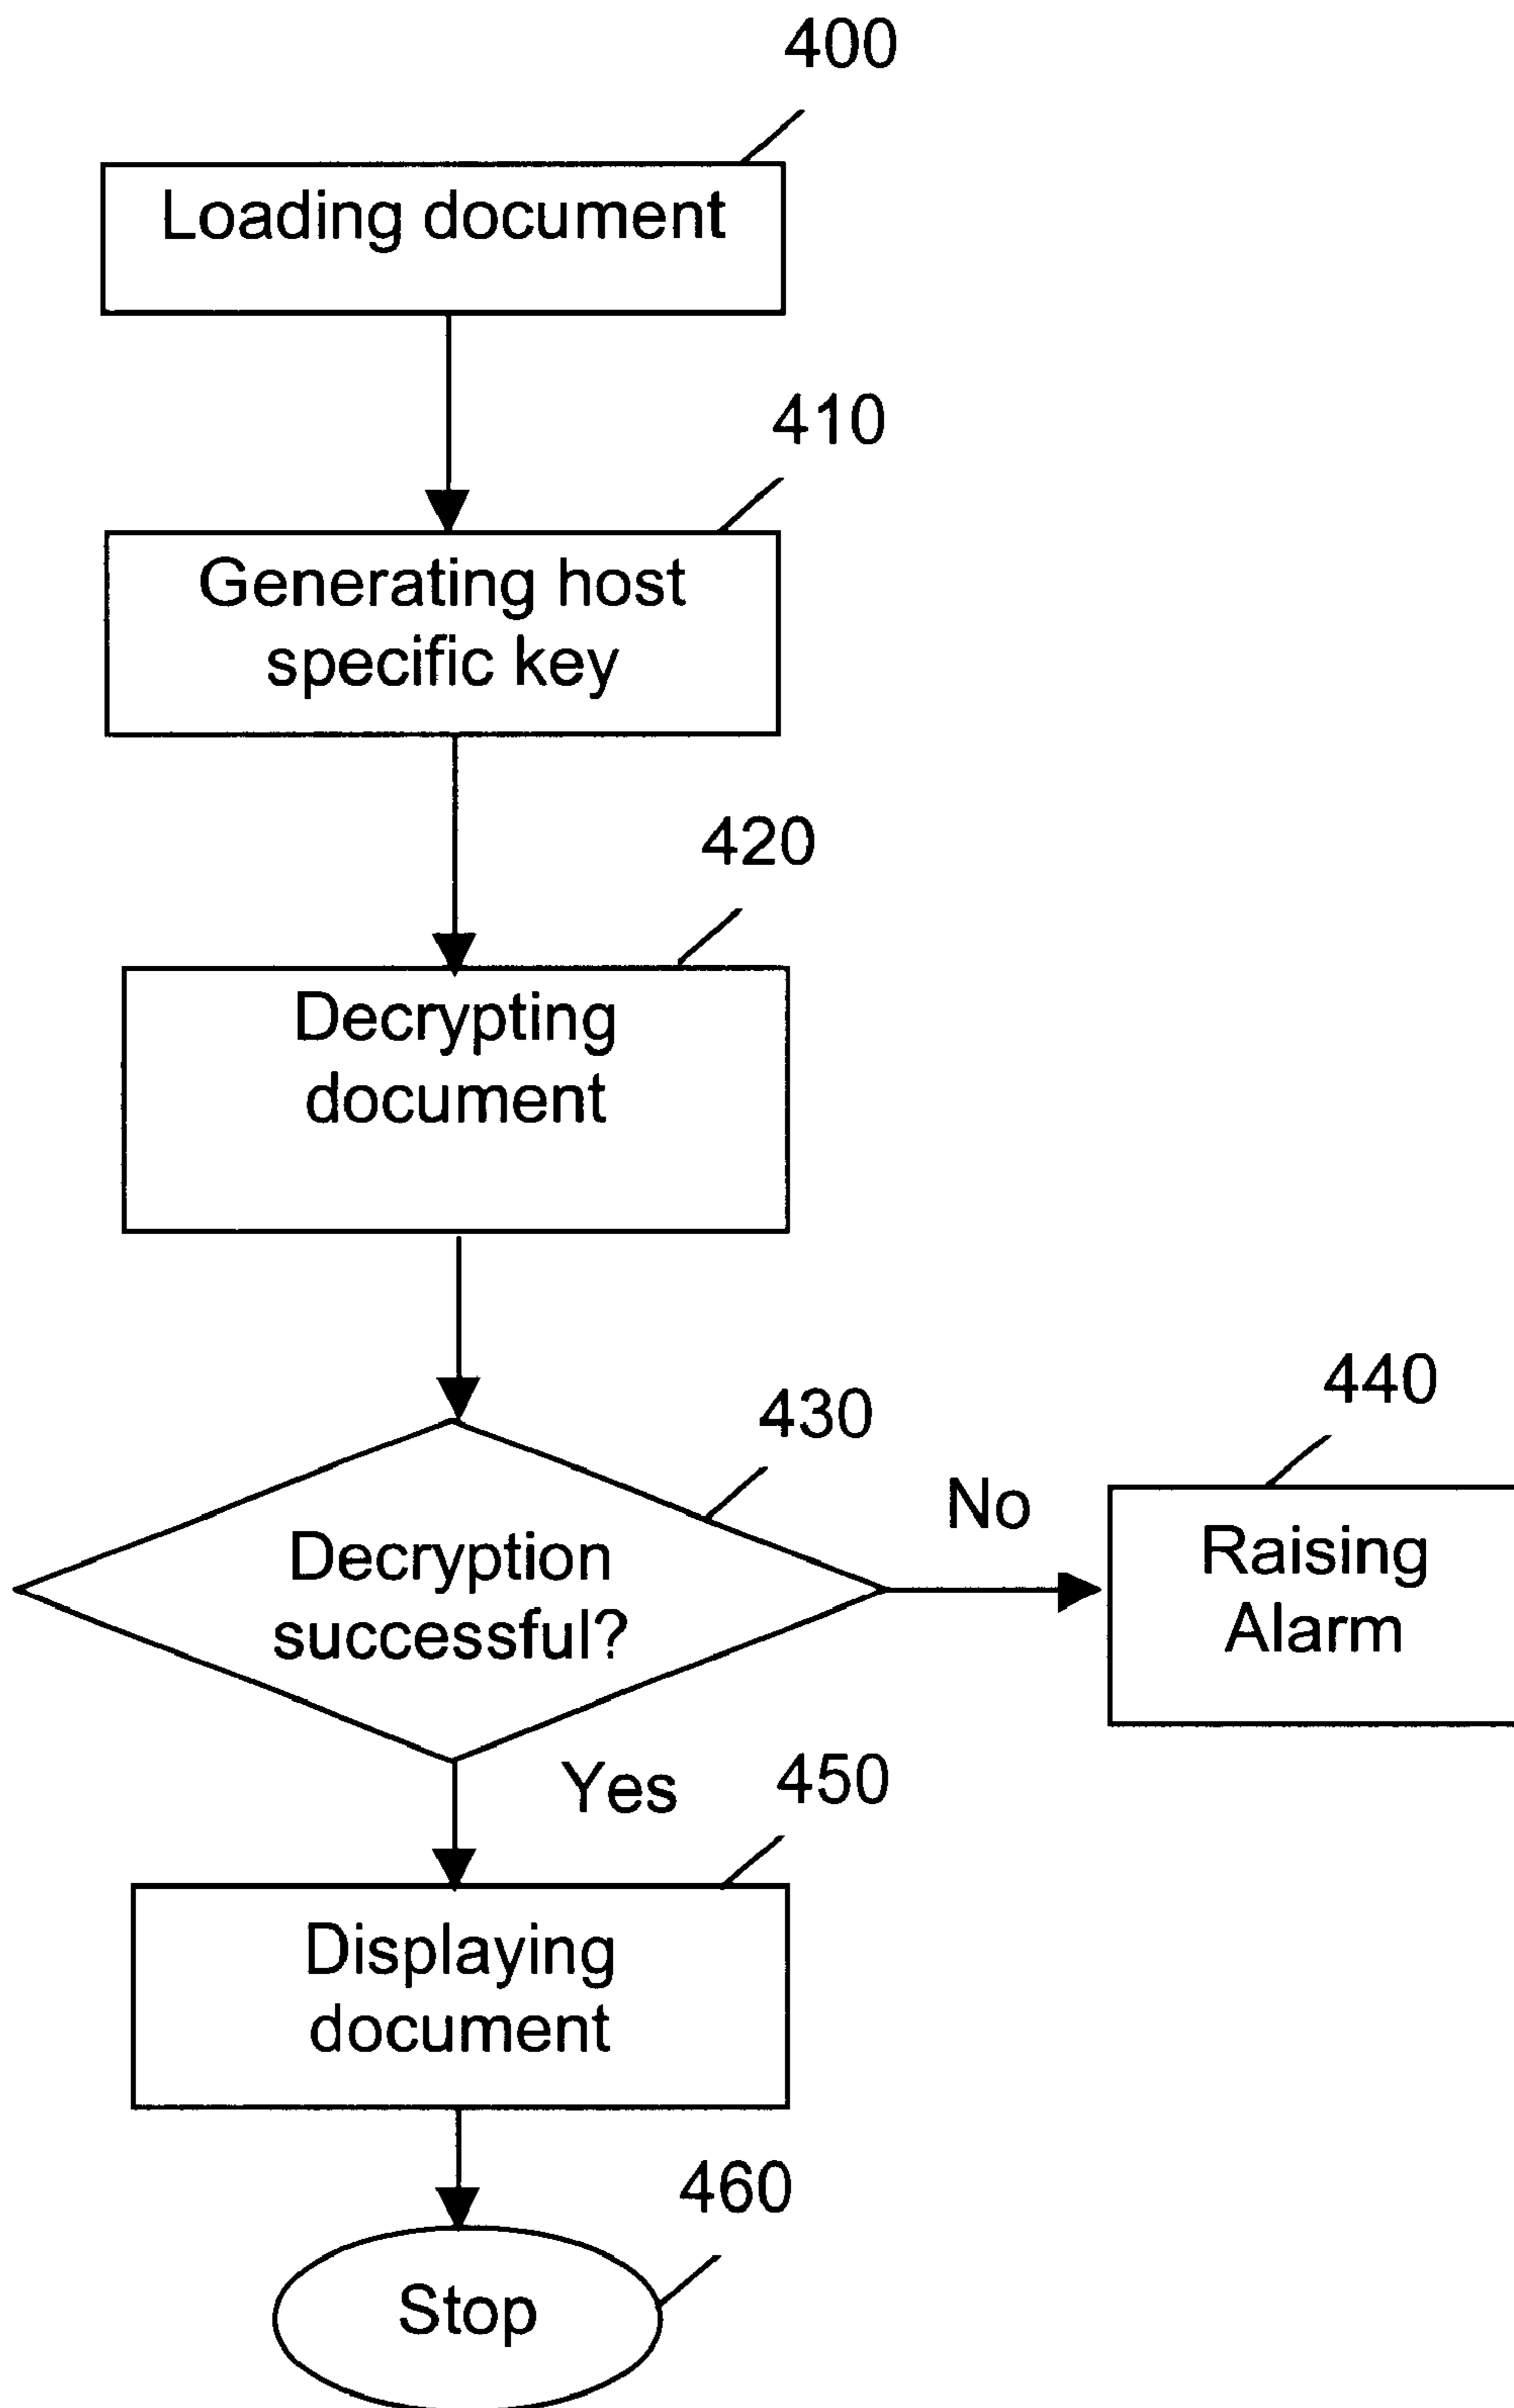 400
Loading document
410
Generating host
specific key
420
Decrypting
document
430
Decryption
successful?
No
440
Raising
Alarm
Yes
450
Displaying
document
460
Stop